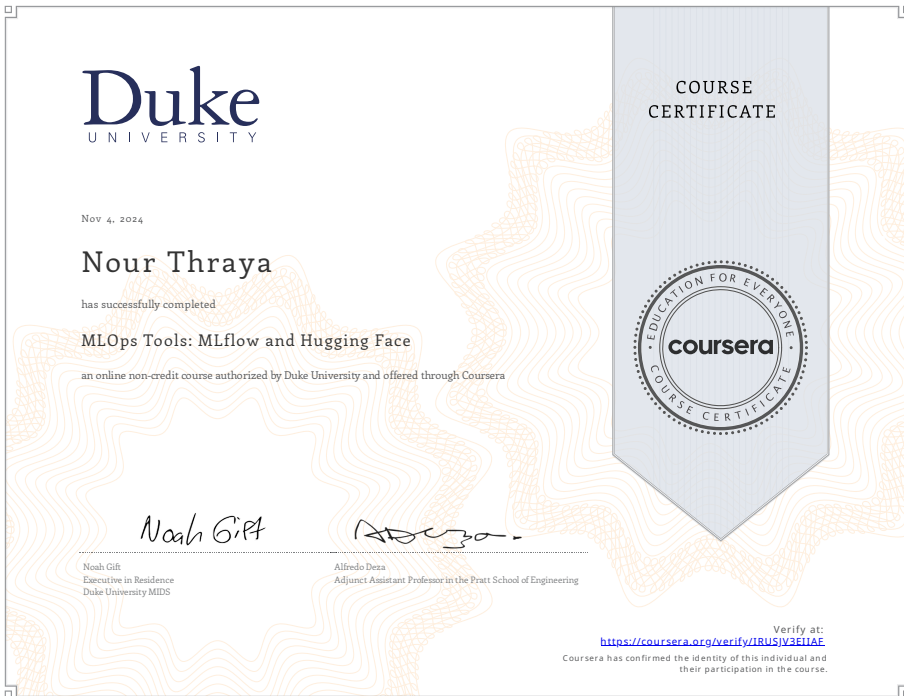 Duke
UNIVERSITY
COURSE
CERTIFICATE
Nov 4, 2024
Nour Thraya
has successfully completed
MLOps Tools: MLflow and Hugging Face
an online non-credit course authorized by Duke University and offered through Coursera
EDUCATION FOR EVERYONE
coursera
COURSE CERTIFICATE
Noah Gift
Noah Gift
Executive in Residence
Duke University MIDS
Alfredo Deza
Adjunct Assistant Professor in the Pratt School of Engineering
Verify at:
https://coursera.org/verify/IRUSJV3EIIAF
Coursera has confirmed the identity of this individual and
their participation in the course.